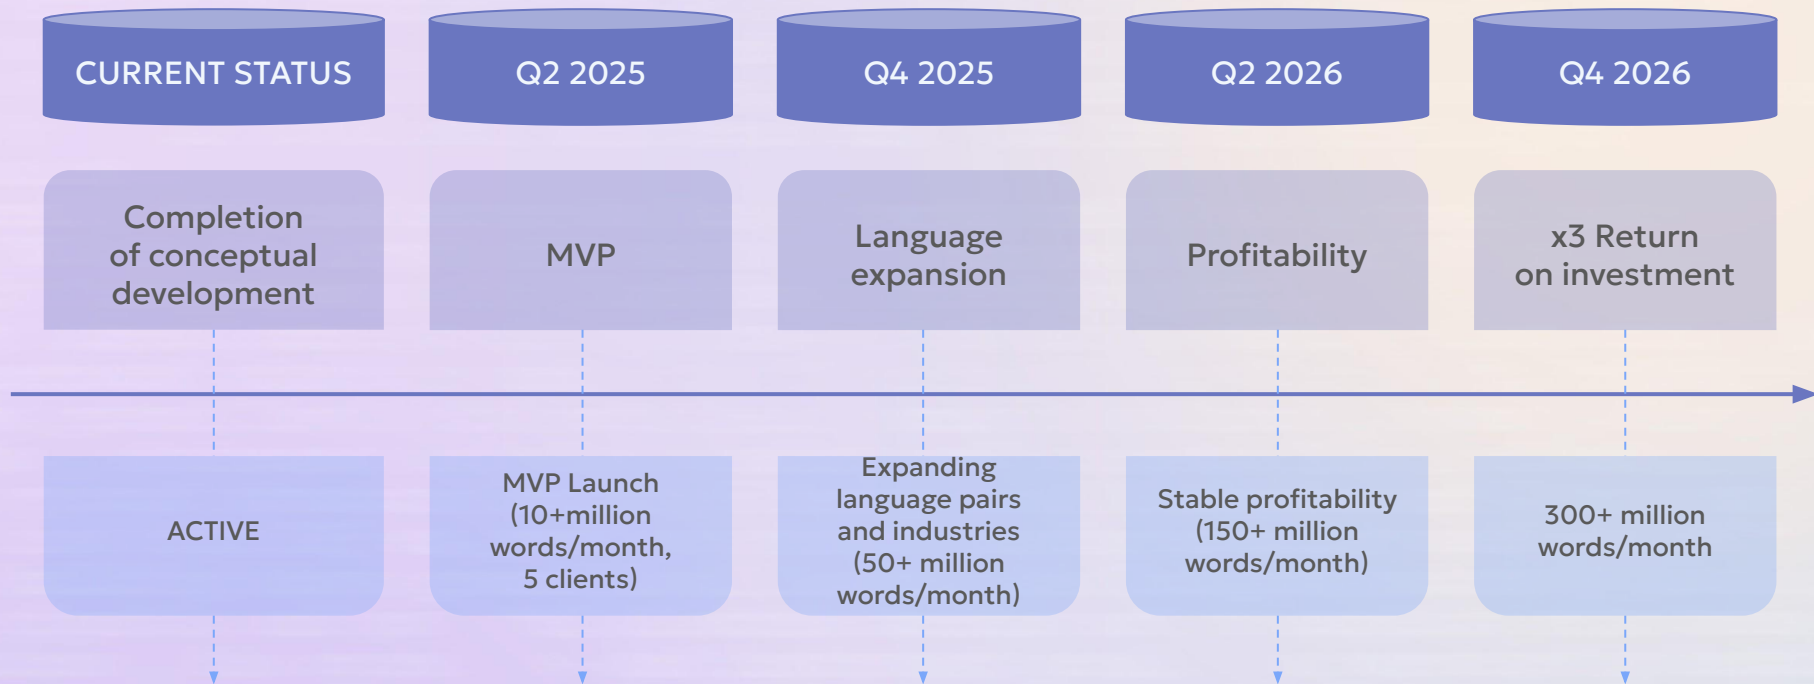 CURRENT STATUS
Q2 2025
Q4 2025
Q2 2026
Q4 2026
Completion
of conceptual
development
MVP
Language
expansion
Profitability
x3 Return
on investment
ACTIVE
MVP Launch
(10+million
words/month,
5 clients)
Expanding
language pairs
and industries
(50+ million
words/month)
Stable profitability
(150+ million
words/month)
300+ million
words/month